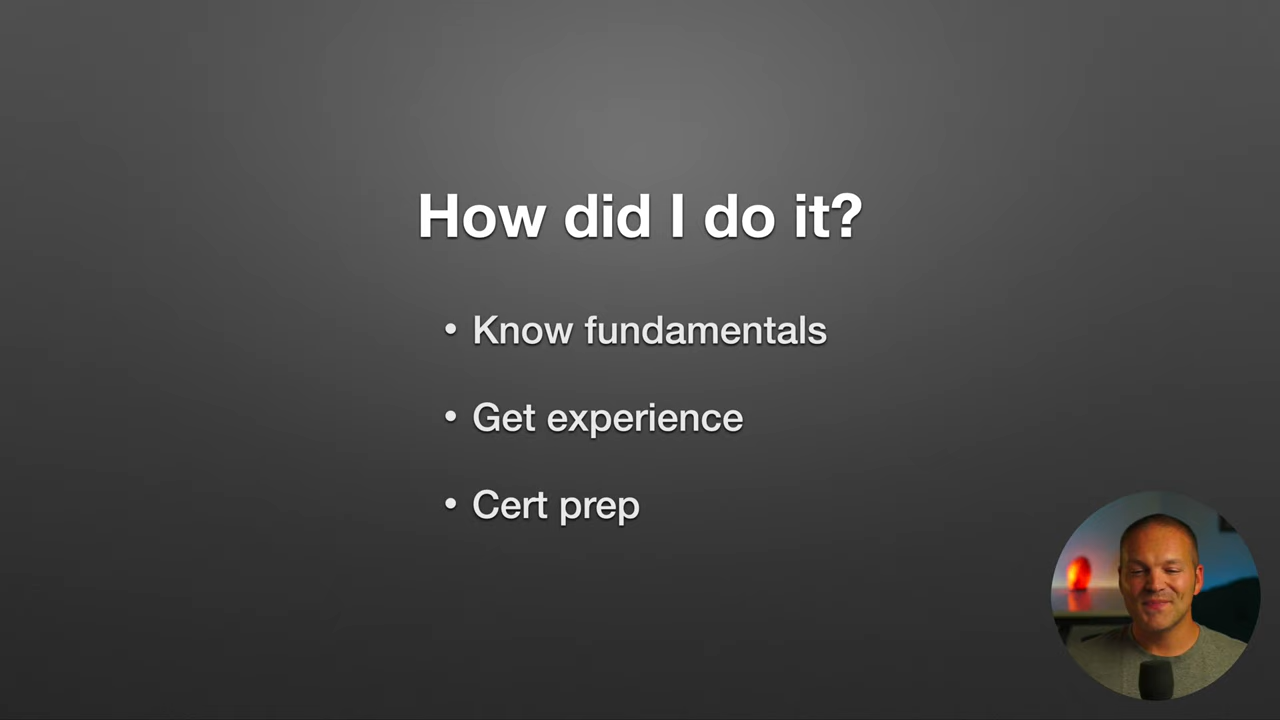 How did I do it?
• Know fundamentals
• Get experience
• Cert prep